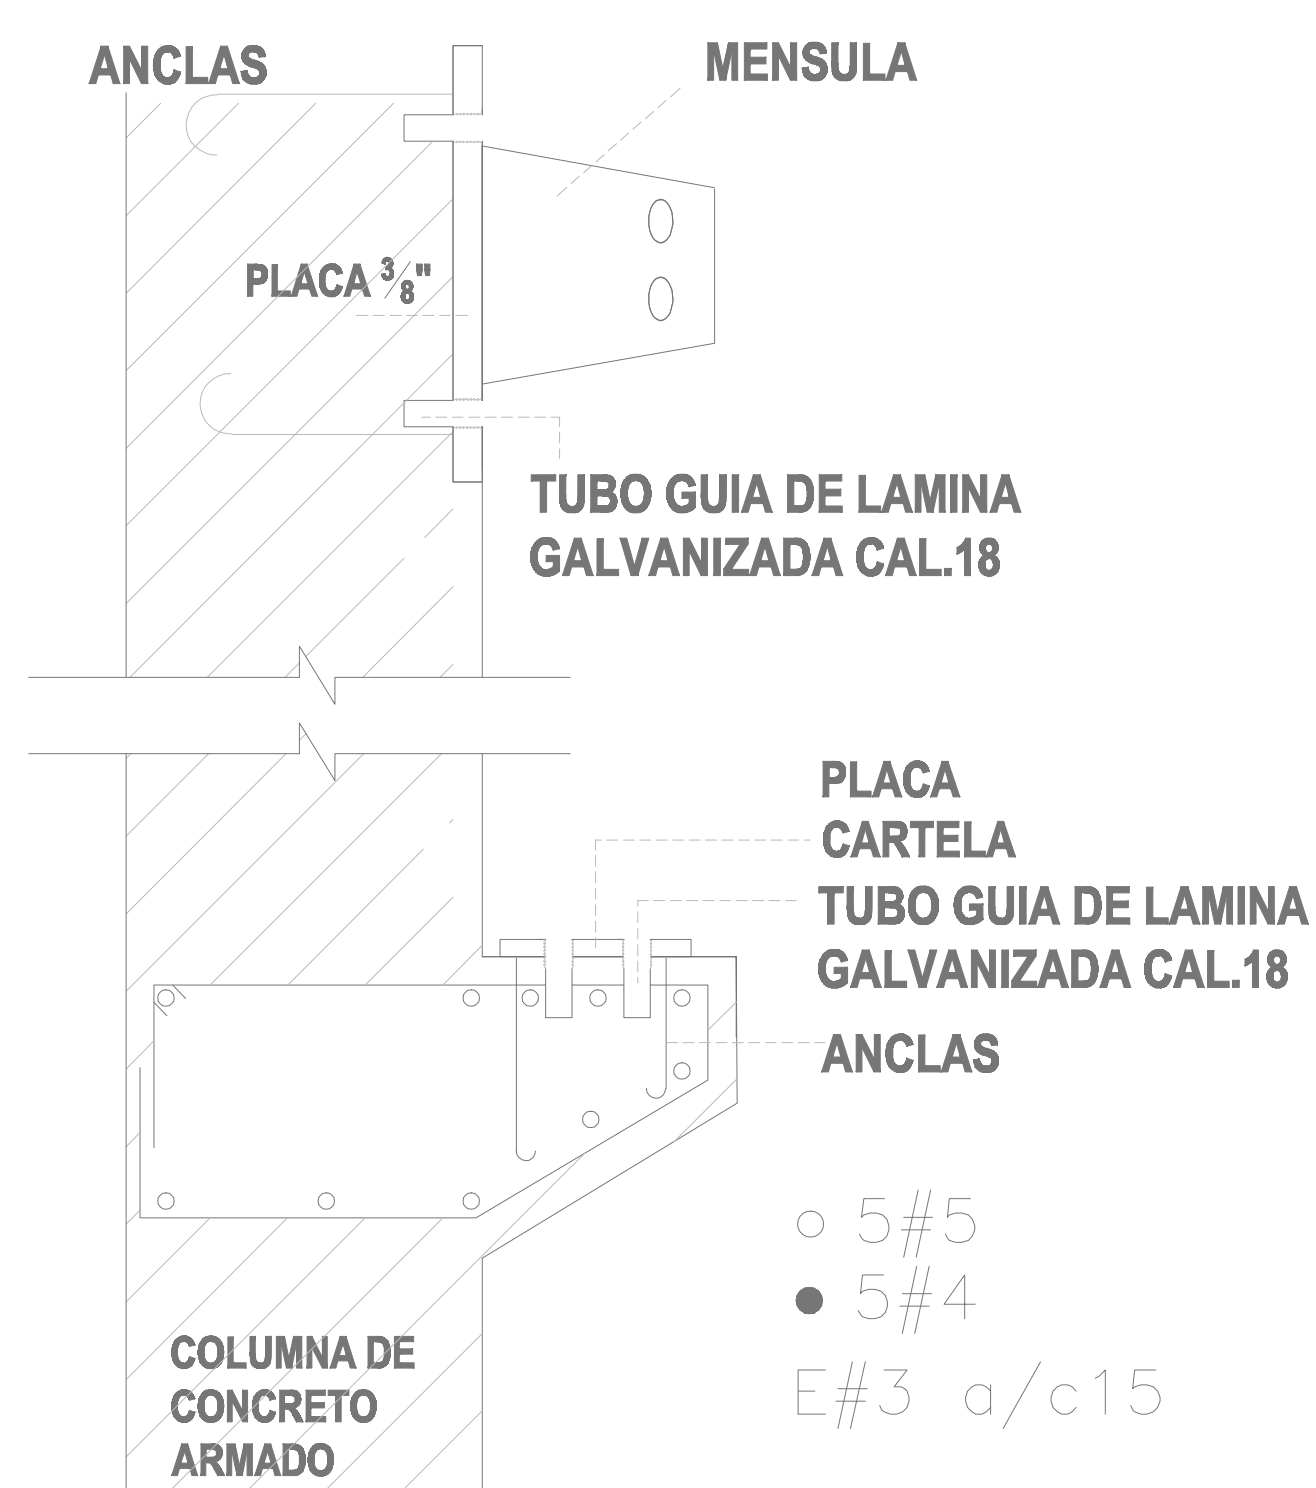 ANCLAS
MENSULA
PLACA 3/8"
TUBO GUIA DE LAMINA
GALVANIZADA CAL.18
PLACA
CARTELA
TUBO GUIA DE LAMINA
GALVANIZADA CAL.18
ANCLAS
5#5
5#4
E#3 a/c15
COLUMNA DE
CONCRETO
ARMADO